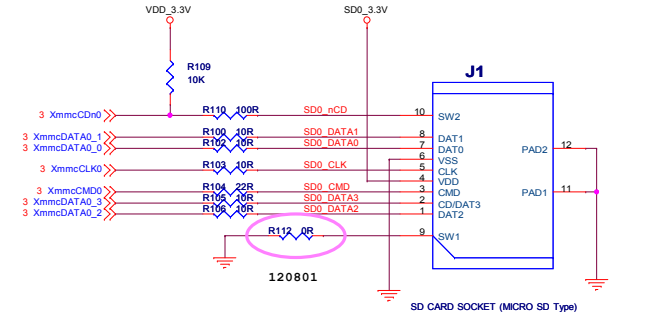 VDD_3.3V SD0_3.3V
R109
10K
J1
3 XmmcCDn0 R110 100R SD0_nCD 10 SW2
3 XmmcDATA0_1 R100 10R SD0_DATA1 8 DAT1
3 XmmcDATA0_0 R102 10R SD0_DATA0 7 DAT0 PAD2 12
6 VSS
3 XmmcCLK0 R103 10R SD0_CLK 5 CLK
4 VDD
3 XmmcCMD0 R104 22R SD0_CMD 3 CMD PAD1 11
3 XmmcDATA0_3 R105 10R SD0_DATA3 2 CD/DAT3
3 XmmcDATA0_2 R106 10R SD0_DATA2 1 DAT2
R112 0R 9 SW1
120801
SD CARD SOCKET (MICRO SD Type)